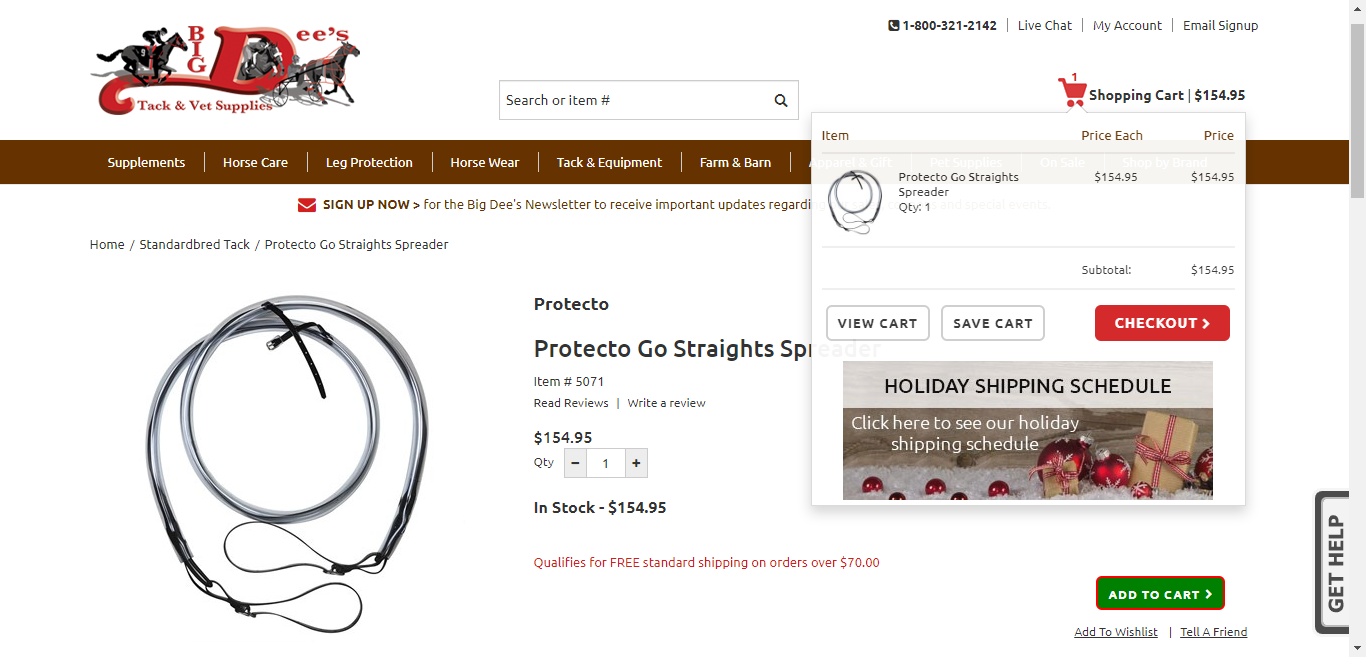 BIG Dee's
Tack & Vet Supplies
1-800-321-2142 | Live Chat | My Account | Email Signup
Search or item #
1
Shopping Cart | $154.95
Supplements | Horse Care | Leg Protection | Horse Wear | Tack & Equipment | Farm & Barn | Apparel & Gift | Pet Supplies | On Sale | Shop by Brand
Item Price Each Price
Protecto Go Straights $154.95 $154.95
Spreader
Qty: 1
Subtotal: $154.95
VIEW CART SAVE CART CHECKOUT
HOLIDAY SHIPPING SCHEDULE
Click here to see our holiday
shipping schedule
SIGN UP NOW > for the Big Dee's Newsletter to receive important updates regarding and special events
Home / Standardbred Tack / Protecto Go Straights Spreader
Protecto
Protecto Go Straights Spreader
Item # 5071
Read Reviews | Write a review
$154.95
Qty - 1 +
In Stock - $154.95
Qualifies for FREE standard shipping on orders over $70.00
ADD TO CART
Add To Wishlist | Tell A Friend
GET HELP